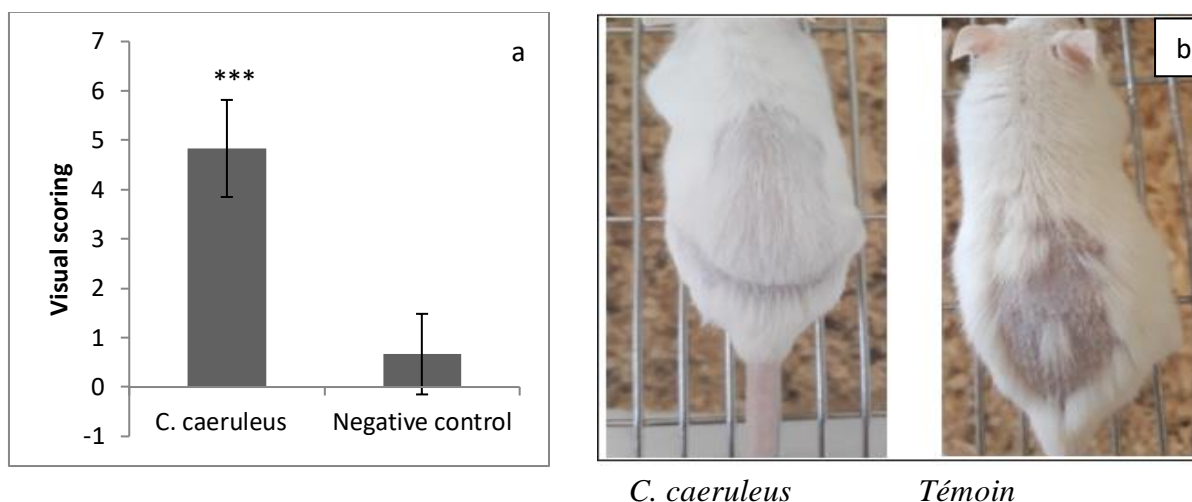 a
7
6
5
4
3
2
1
0
-1
Visual scoring
***
C. caeruleus Negative control
b
C. caeruleus Témoin